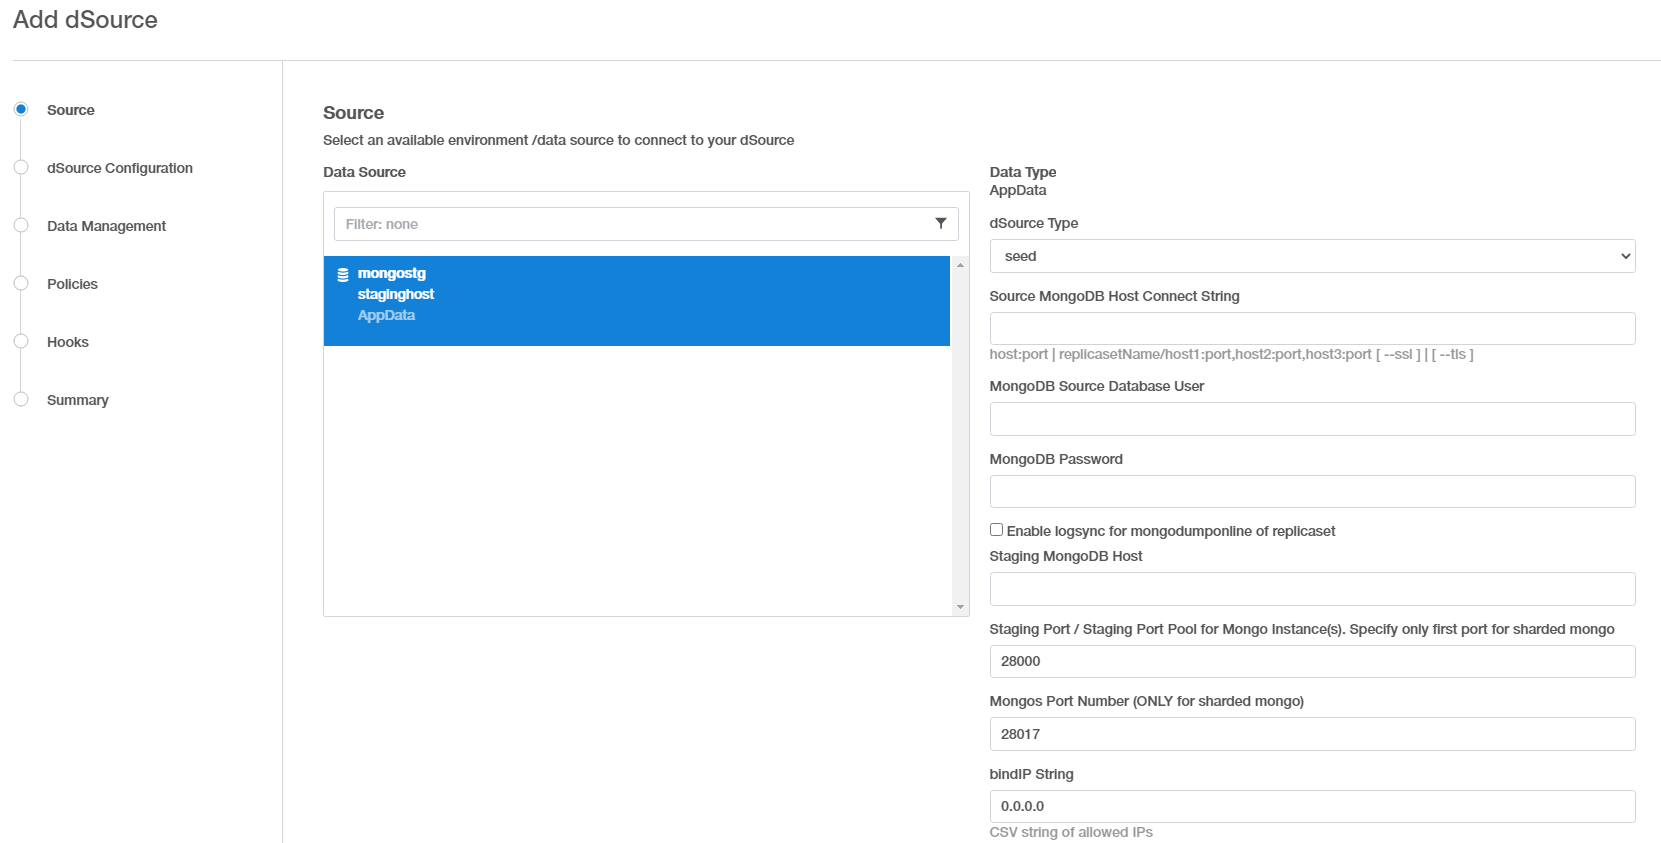 Add dSource
Source
dSource Configuration
Data Management
Policies
Hooks
Summary
Source
Select an available environment /data source to connect to your dSource
Data Source
Filter: none
mongostg
staginghost
AppData
Data Type
AppData
dSource Type
seed
Source MongoDB Host Connect String
host:port | replicasetName/host1:port,host2:port,host3:port [ --ssl ] | [ --tls ]
MongoDB Source Database User
MongoDB Password
Enable logsync for mongodumponline of replicaset
Staging MongoDB Host
Staging Port / Staging Port Pool for Mongo Instance(s). Specify only first port for sharded mongo
28000
Mongos Port Number (ONLY for sharded mongo)
28017
bindIP String
0.0.0.0
CSV string of allowed IPs